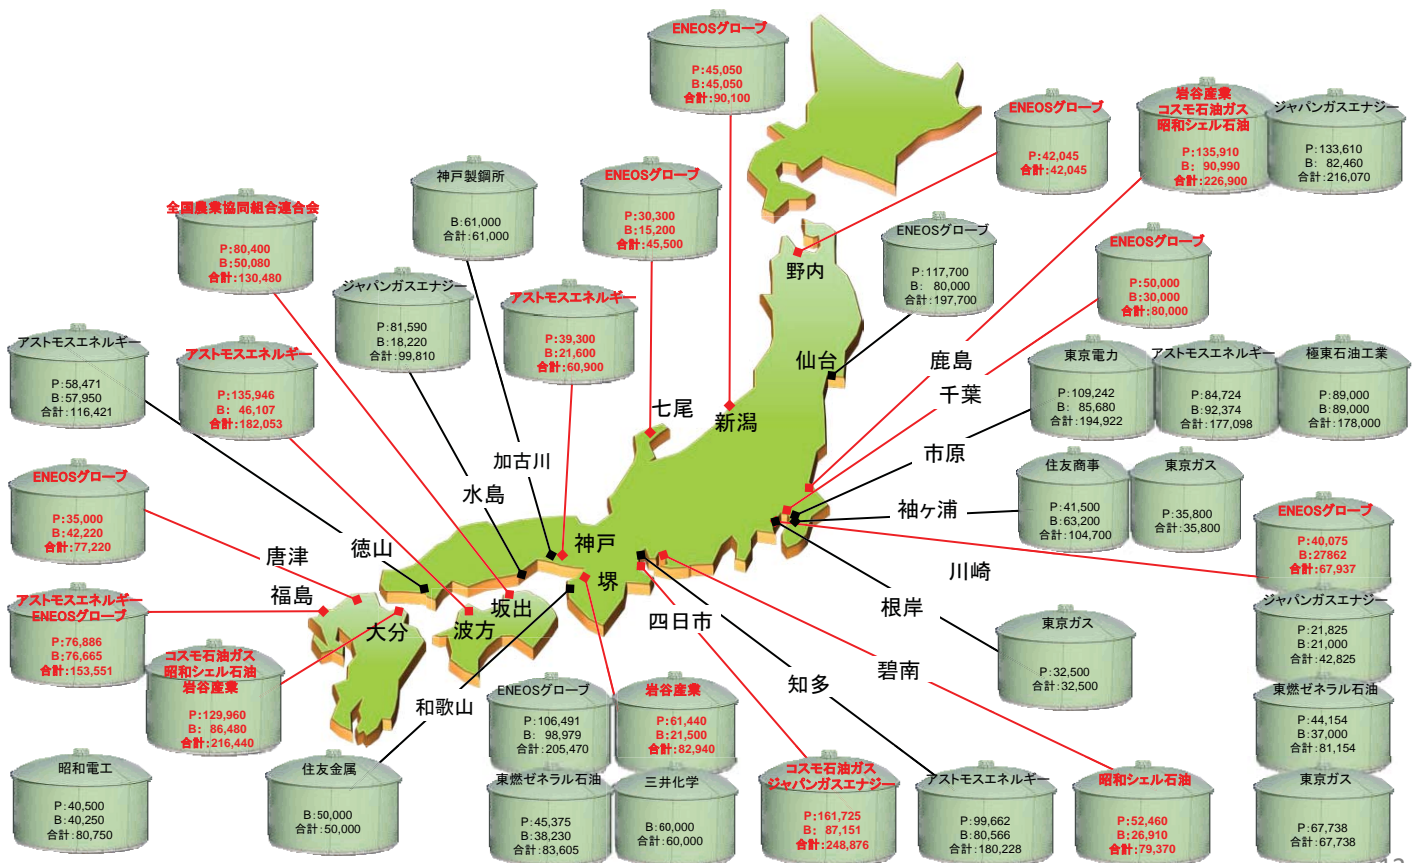 ENEOSグローブ
P:45,050
B:45,050
合計:90,100
ENEOSグローブ
P:42,045
合計:42,045
岩谷産業
コスモ石油ガス
昭和シェル石油
P:135,910
B: 90,990
合計:226,900
ジャパンガスエナジー
P:133,610
B: 82,460
合計:216,070
神戸製鋼所
B:61,000
合計:61,000
ENEOSグローブ
P:30,300
B:15,200
合計:45,500
全国農業協同組合連合会
P:80,400
B:50,080
合計:130,480
ENEOSグローブ
P:117,700
B: 80,000
合計:197,700
ENEOSグローブ
P:50,000
B:30,000
合計:80,000
ジャパンガスエナジー
P:81,590
B:18,220
合計:99,810
アストモスエネルギー
P:39,300
B:21,600
合計:60,900
アストモスエネルギー
P:58,471
B:57,950
合計:116,421
アストモスエネルギー
P:135,946
B: 46,107
合計:182,053
東京電力
P:109,242
B: 85,680
合計:194,922
アストモスエネルギー
P:84,724
B:92,374
合計:177,098
極東石油工業
P:89,000
B:89,000
合計:178,000
野内
仙台
鹿島
千葉
七尾
新潟
市原
加古川
水島
袖ヶ浦
住友商事
P:41,500
B:63,200
合計:104,700
東京ガス
P:35,800
合計:35,800
ENEOSグローブ
P:35,000
B:42,220
合計:77,220
ENEOSグローブ
P:40,075
B:27862
合計:67,937
唐津
徳山
神戸
堺
川崎
福島
大分
波方
坂出
四日市
根岸
アストモスエネルギー
ENEOSグローブ
P:76,886
B:76,665
合計:153,551
コスモ石油ガス
昭和シェル石油
岩谷産業
P:129,960
B: 86,480
合計:216,440
和歌山
知多
碧南
東京ガス
P:32,500
合計:32,500
ジャパンガスエナジー
P:21,825
B:21,000
合計:42,825
ENEOSグローブ
P:106,491
B: 98,979
合計:205,470
岩谷産業
P:61,440
B:21,500
合計:82,940
東燃ゼネラル石油
P:44,154
B:37,000
合計:81,154
昭和電工
P:40,500
B:40,250
合計:80,750
住友金属
B:50,000
合計:50,000
東燃ゼネラル石油
P:45,375
B:38,230
合計:83,605
三井化学
B:60,000
合計:60,000
コスモ石油ガス
ジャパンガスエナジー
P:161,725
B: 87,151
合計:248,876
アストモスエネルギー
P:99,662
B:80,566
合計:180,228
昭和シェル石油
P:52,460
B:26,910
合計:79,370
東京ガス
P:67,738
合計:67,738